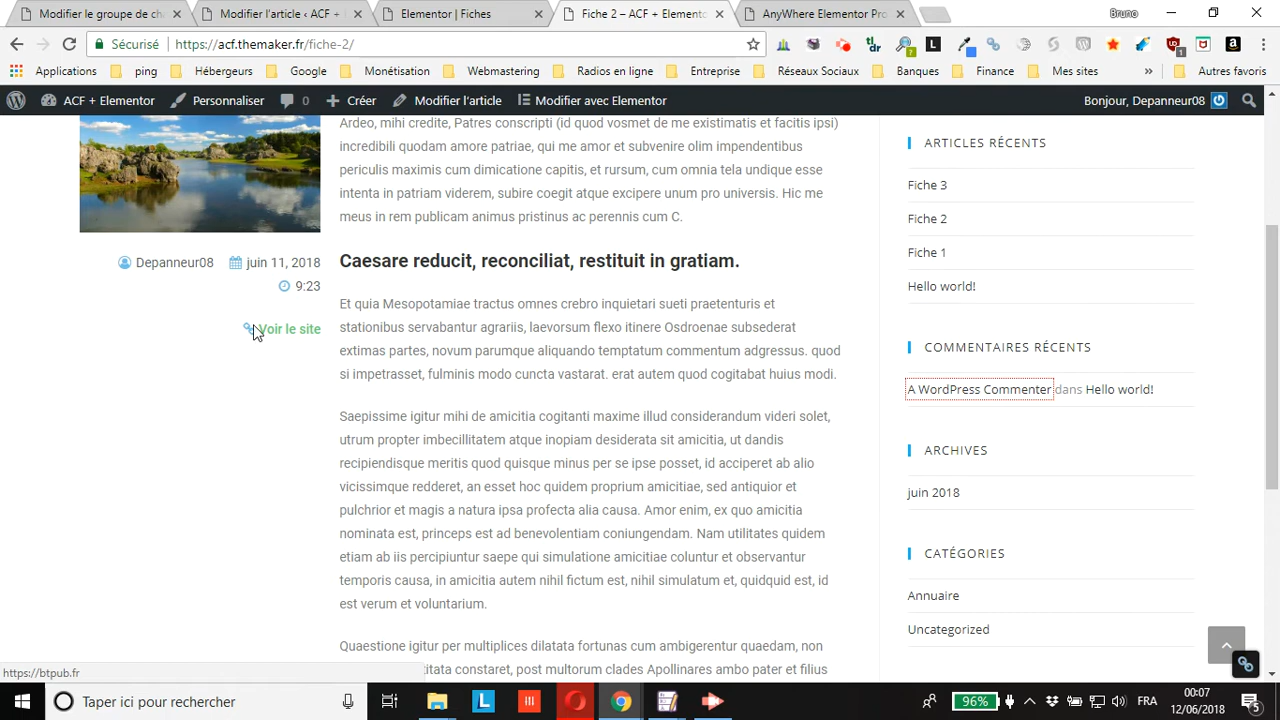 Modifier le groupe de cha
Modifier l'article ‹ ACF +
Elementor | Fiches
Fiche 2 – ACF + Elemento
AnyWhere Elementor Pro
Bruno
Sécurisé
https://acf.themaker.fr/fiche-2/
Applications
ping
Hébergeurs
Google
Monétisation
Webmastering
Radios en ligne
Entreprise
Réseaux Sociaux
Banques
Finance
Mes sites
»
Autres favoris
ACF + Elementor
Personnaliser
0
Créer
Modifier l'article
Modifier avec Elementor
Bonjour, Depanneur08
Depanneur08
juin 11, 2018
9:23
Voir le site
Ardeo, mihi credite, Patres conscripti (id quod vosmet de me existimatis et facitis ipsi)
incredibili quodam amore patriae, qui me amor et subvenire olim impendentibus
periculis maximis cum dimicatione capitis, et rursum, cum omnia tela undique esse
intenta in patriam viderem, subire coegit atque excipere unum pro universis. Hic me
meus in rem publicam animus pristinus ac perennis cum C.
Caesare reducit, reconciliat, restituit in gratiam.
Et quia Mesopotamiae tractus omnes crebro inquietari sueti praetenturis et
stationibus servabantur agrariis, laevorsum flexo itinere Osdroenae subsederat
extimas partes, novum parumque aliquando temptatum commentum adgressus. quod
si impetrasset, fulminis modo cuncta vastarat. erat autem quod cogitabat huius modi.
Saepissime igitur mihi de amicitia cogitanti maxime illud considerandum videri solet,
utrum propter imbecillitatem atque inopiam desiderata sit amicitia, ut dandis
recipiendisque meritis quod quisque minus per se ipse posset, id acciperet ab alio
vicissimque redderet, an esset hoc quidem proprium amicitiae, sed antiquior et
pulchrior et magis a natura ipsa profecta alia causa. Amor enim, ex quo amicitia
nominata est, princeps est ad benevolentiam coniungendam. Nam utilitates quidem
etiam ab iis percipiuntur saepe qui simulatione amicitiae coluntur et observantur
temporis causa, in amicitia autem nihil fictum est, nihil simulatum et, quidquid est, id
est verum et voluntarium.
Quaestione igitur per multiplices dilatata fortunas cum ambigerentur quaedam, non
constaret, post multorum clades Apollinares ambo pater et filius
ARTICLES RÉCENTS
Fiche 3
Fiche 2
Fiche 1
Hello world!
COMMENTAIRES RÉCENTS
A WordPress Commenter dans Hello world!
ARCHIVES
juin 2018
CATÉGORIES
Annuaire
Uncategorized
https://btpub.fr
Taper ici pour rechercher
96%
FRA
00:07
12/06/2018
5